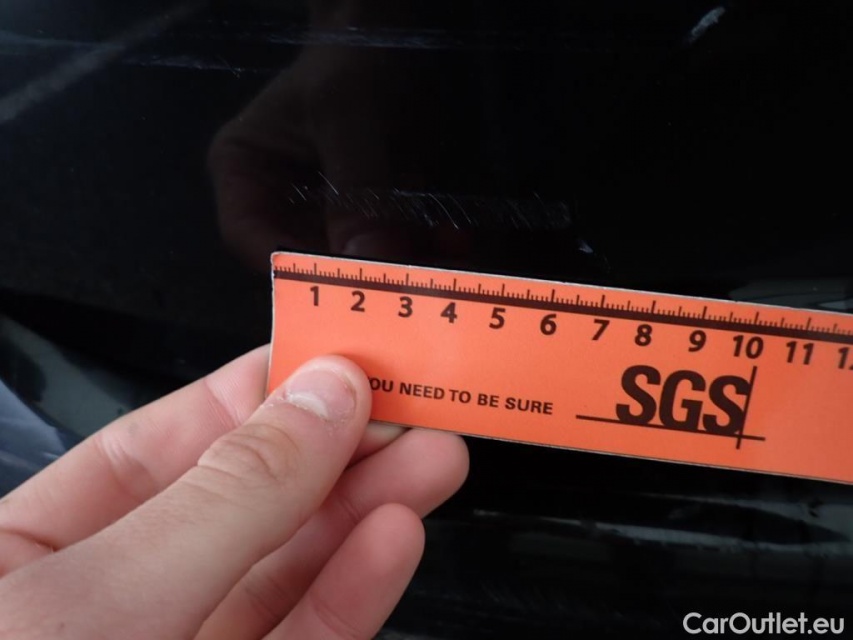 1 2 3 4 5 6 7 8 9 10 11
OU NEED TO BE SURE
SGS
CarOutlet.eu